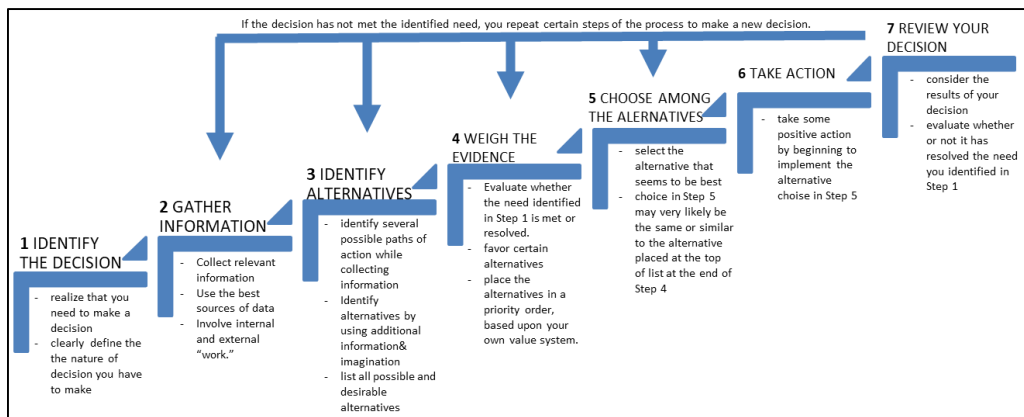 If the decision has not met the identified need, you repeat certain steps of the process to make a new decision.
1 IDENTIFY
THE DECISION
- realize that you
need to make a
decision
- clearly define the
the nature of
decision you have
to make
2 GATHER
INFORMATION
- Collect relevant
information
- Use the best
sources of data
- Involve internal
and external
“work.”
3 IDENTIFY
ALTERNATIVES
- identify several
possible paths of
action while
collecting
information
- Identify
alternatives by
using additional
information&
imagination
- list all possible and
desirable
alternatives
4 WEIGH THE
EVIDENCE
- Evaluate whether
the need identified
in Step 1 is met or
resolved.
- favor certain
alternatives
- place the
alternatives in a
priority order,
based upon your
own value system.
5 CHOOSE AMONG
THE ALERNATIVES
- select the
alternative that
seems to be best
- choice in Step 5
may very likely be
the same or similar
to the alternative
placed at the top
of list at the end of
Step 4
6 TAKE ACTION
- take some
positive action
by beginning to
implement the
alternative
choise in Step 5
7 REVIEW YOUR
DECISION
- consider the
results of your
decision
- evaluate whether
or not it has
resolved the need
you identified in
Step 1